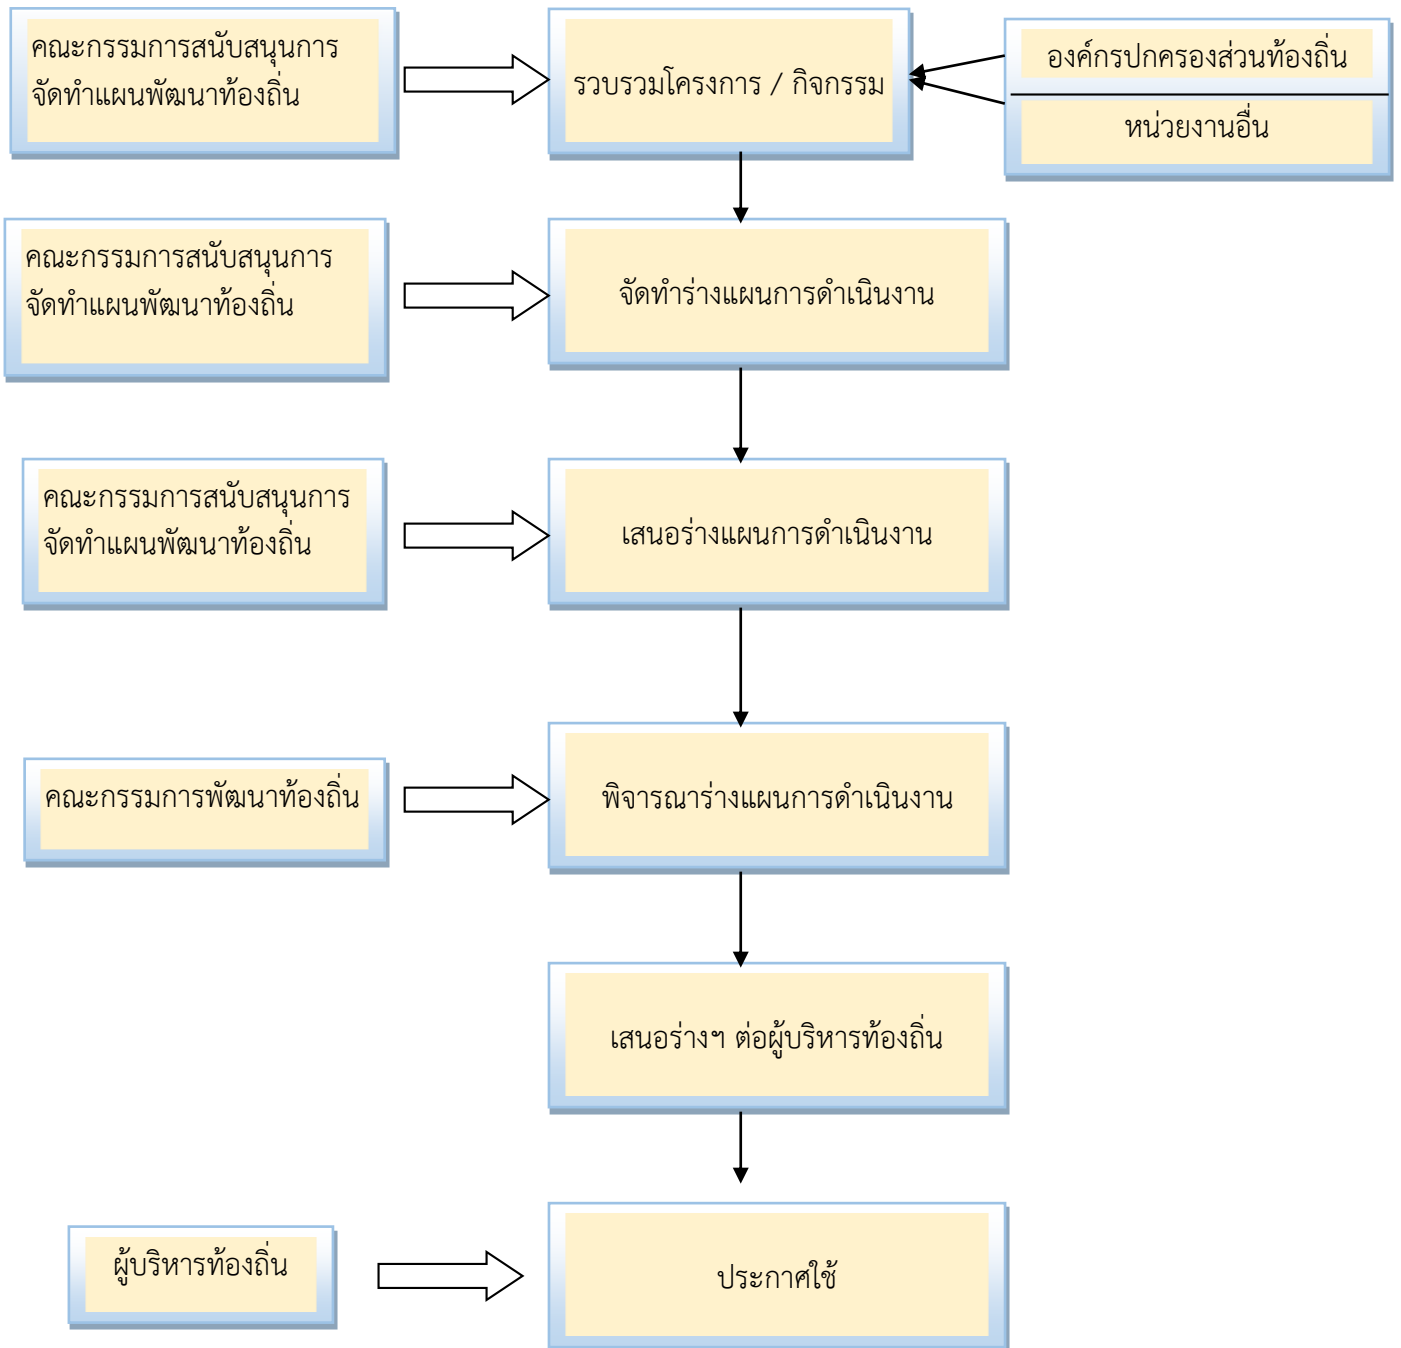 คณะกรรมการสนับสนุนการ
จัดทำแผนพัฒนาท้องถิ่น
รวบรวมโครงการ / กิจกรรม
องค์กรปกครองส่วนท้องถิ่น
หน่วยงานอื่น
คณะกรรมการสนับสนุนการ
จัดทำแผนพัฒนาท้องถิ่น
จัดทำร่างแผนการดำเนินงาน
คณะกรรมการสนับสนุนการ
จัดทำแผนพัฒนาท้องถิ่น
เสนอร่างแผนการดำเนินงาน
คณะกรรมการพัฒนาท้องถิ่น
พิจารณาร่างแผนการดำเนินงาน
เสนอร่างฯ ต่อผู้บริหารท้องถิ่น
ผู้บริหารท้องถิ่น
ประกาศใช้